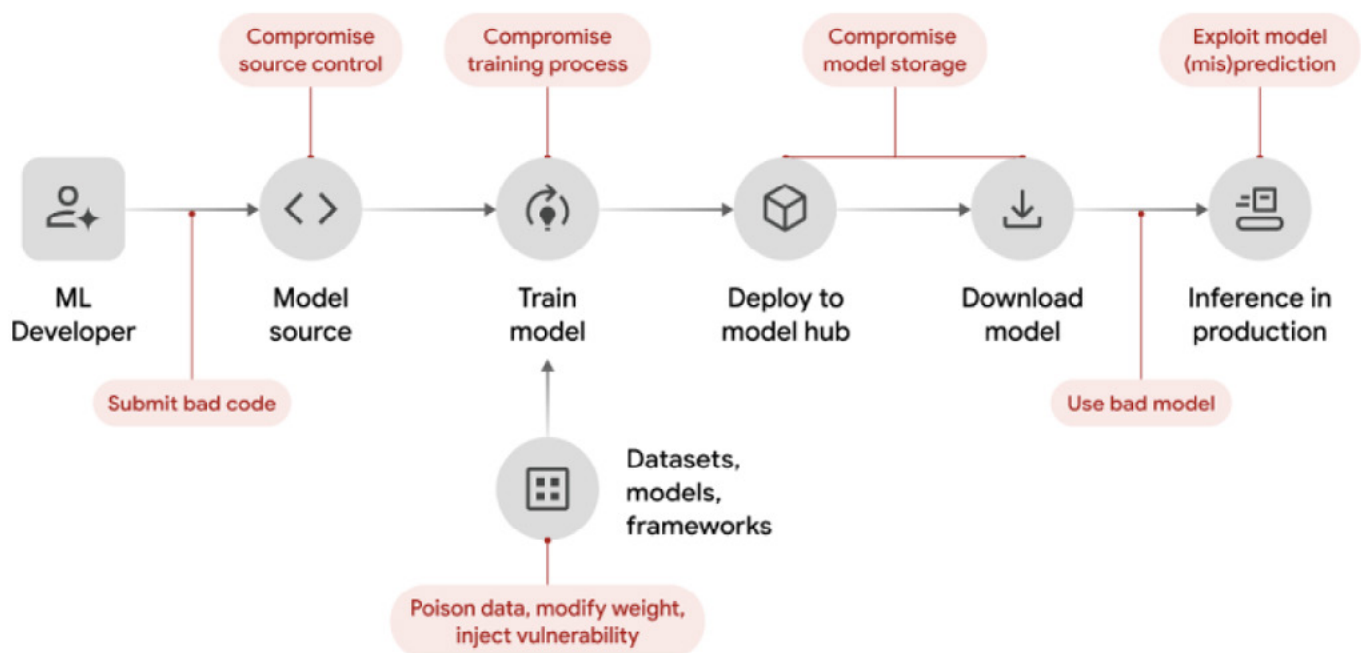 Compromise
source control
Compromise
training process
Compromise
model storage
Exploit model
(mis)prediction
ML
Developer
Model
source
Train
model
Deploy to
model hub
Download
model
Inference in
production
Submit bad code
Use bad model
Datasets,
models,
frameworks
Poison data, modify weight,
inject vulnerability